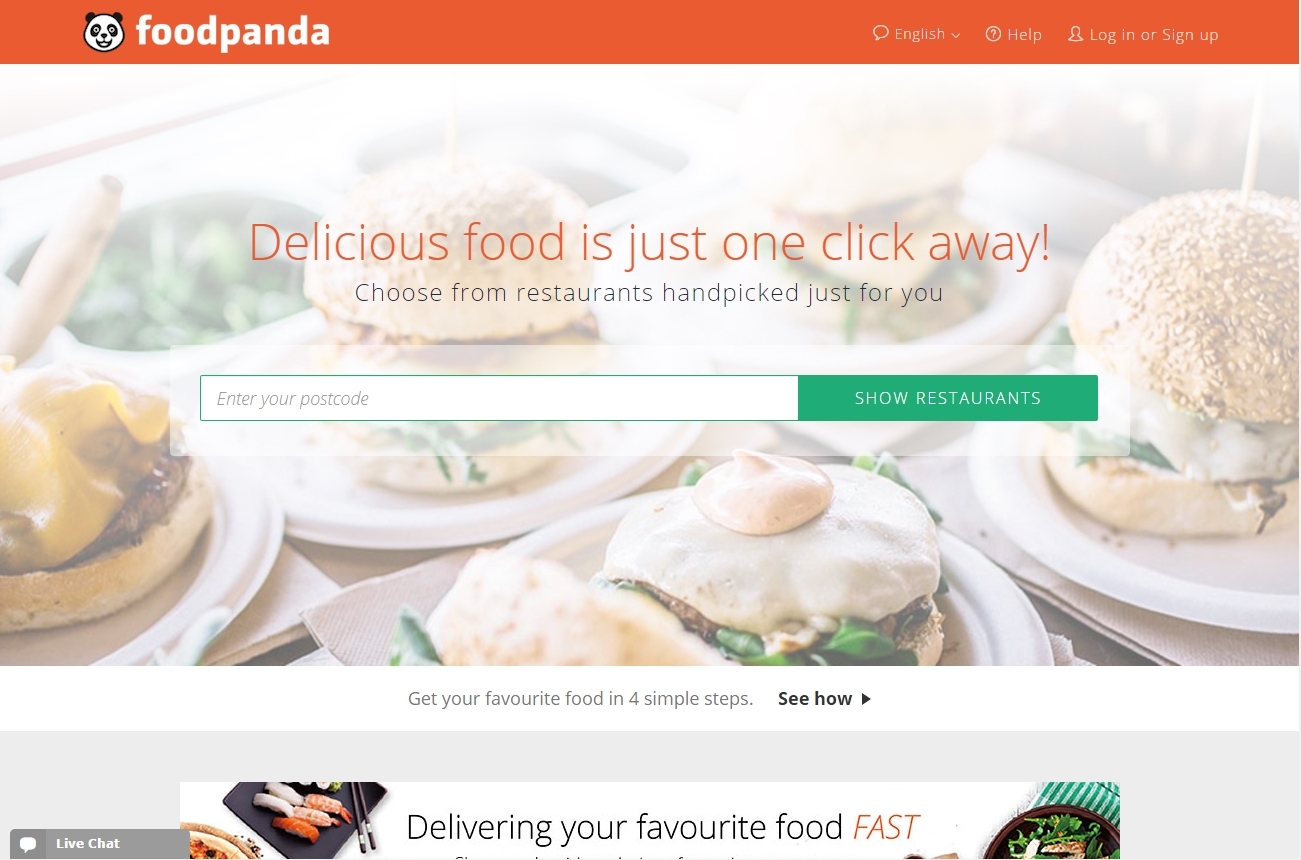 foodpanda
English
Help
Log in or Sign up
Delicious food is just one click away!
Choose from restaurants handpicked just for you
Enter your postcode
SHOW RESTAURANTS
Get your favourite food in 4 simple steps.
See how
Delivering your favourite food FAST
Live Chat